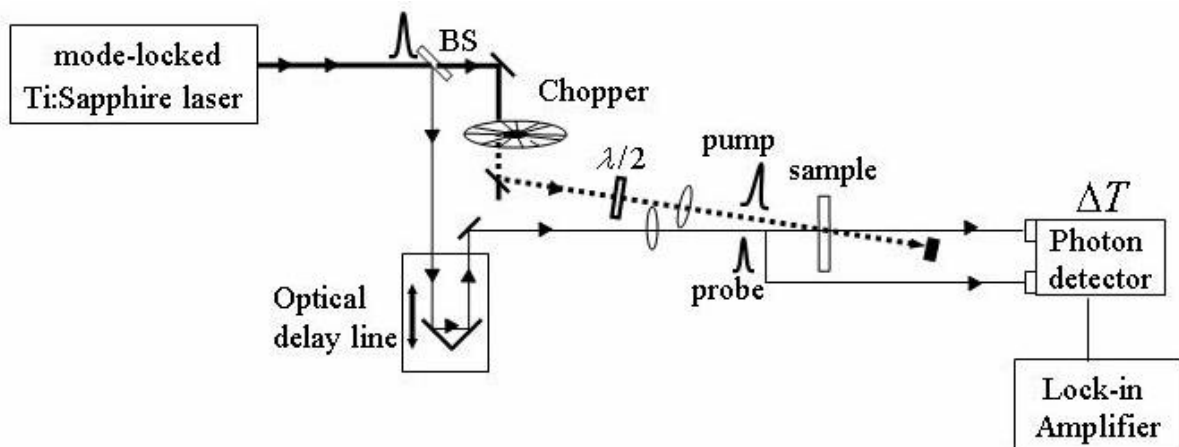 mode-locked
Ti:Sapphire laser
BS
Chopper
λ/2
pump
sample
ΔT
Photon
detector
probe
Optical
delay line
Lock-in
Amplifier